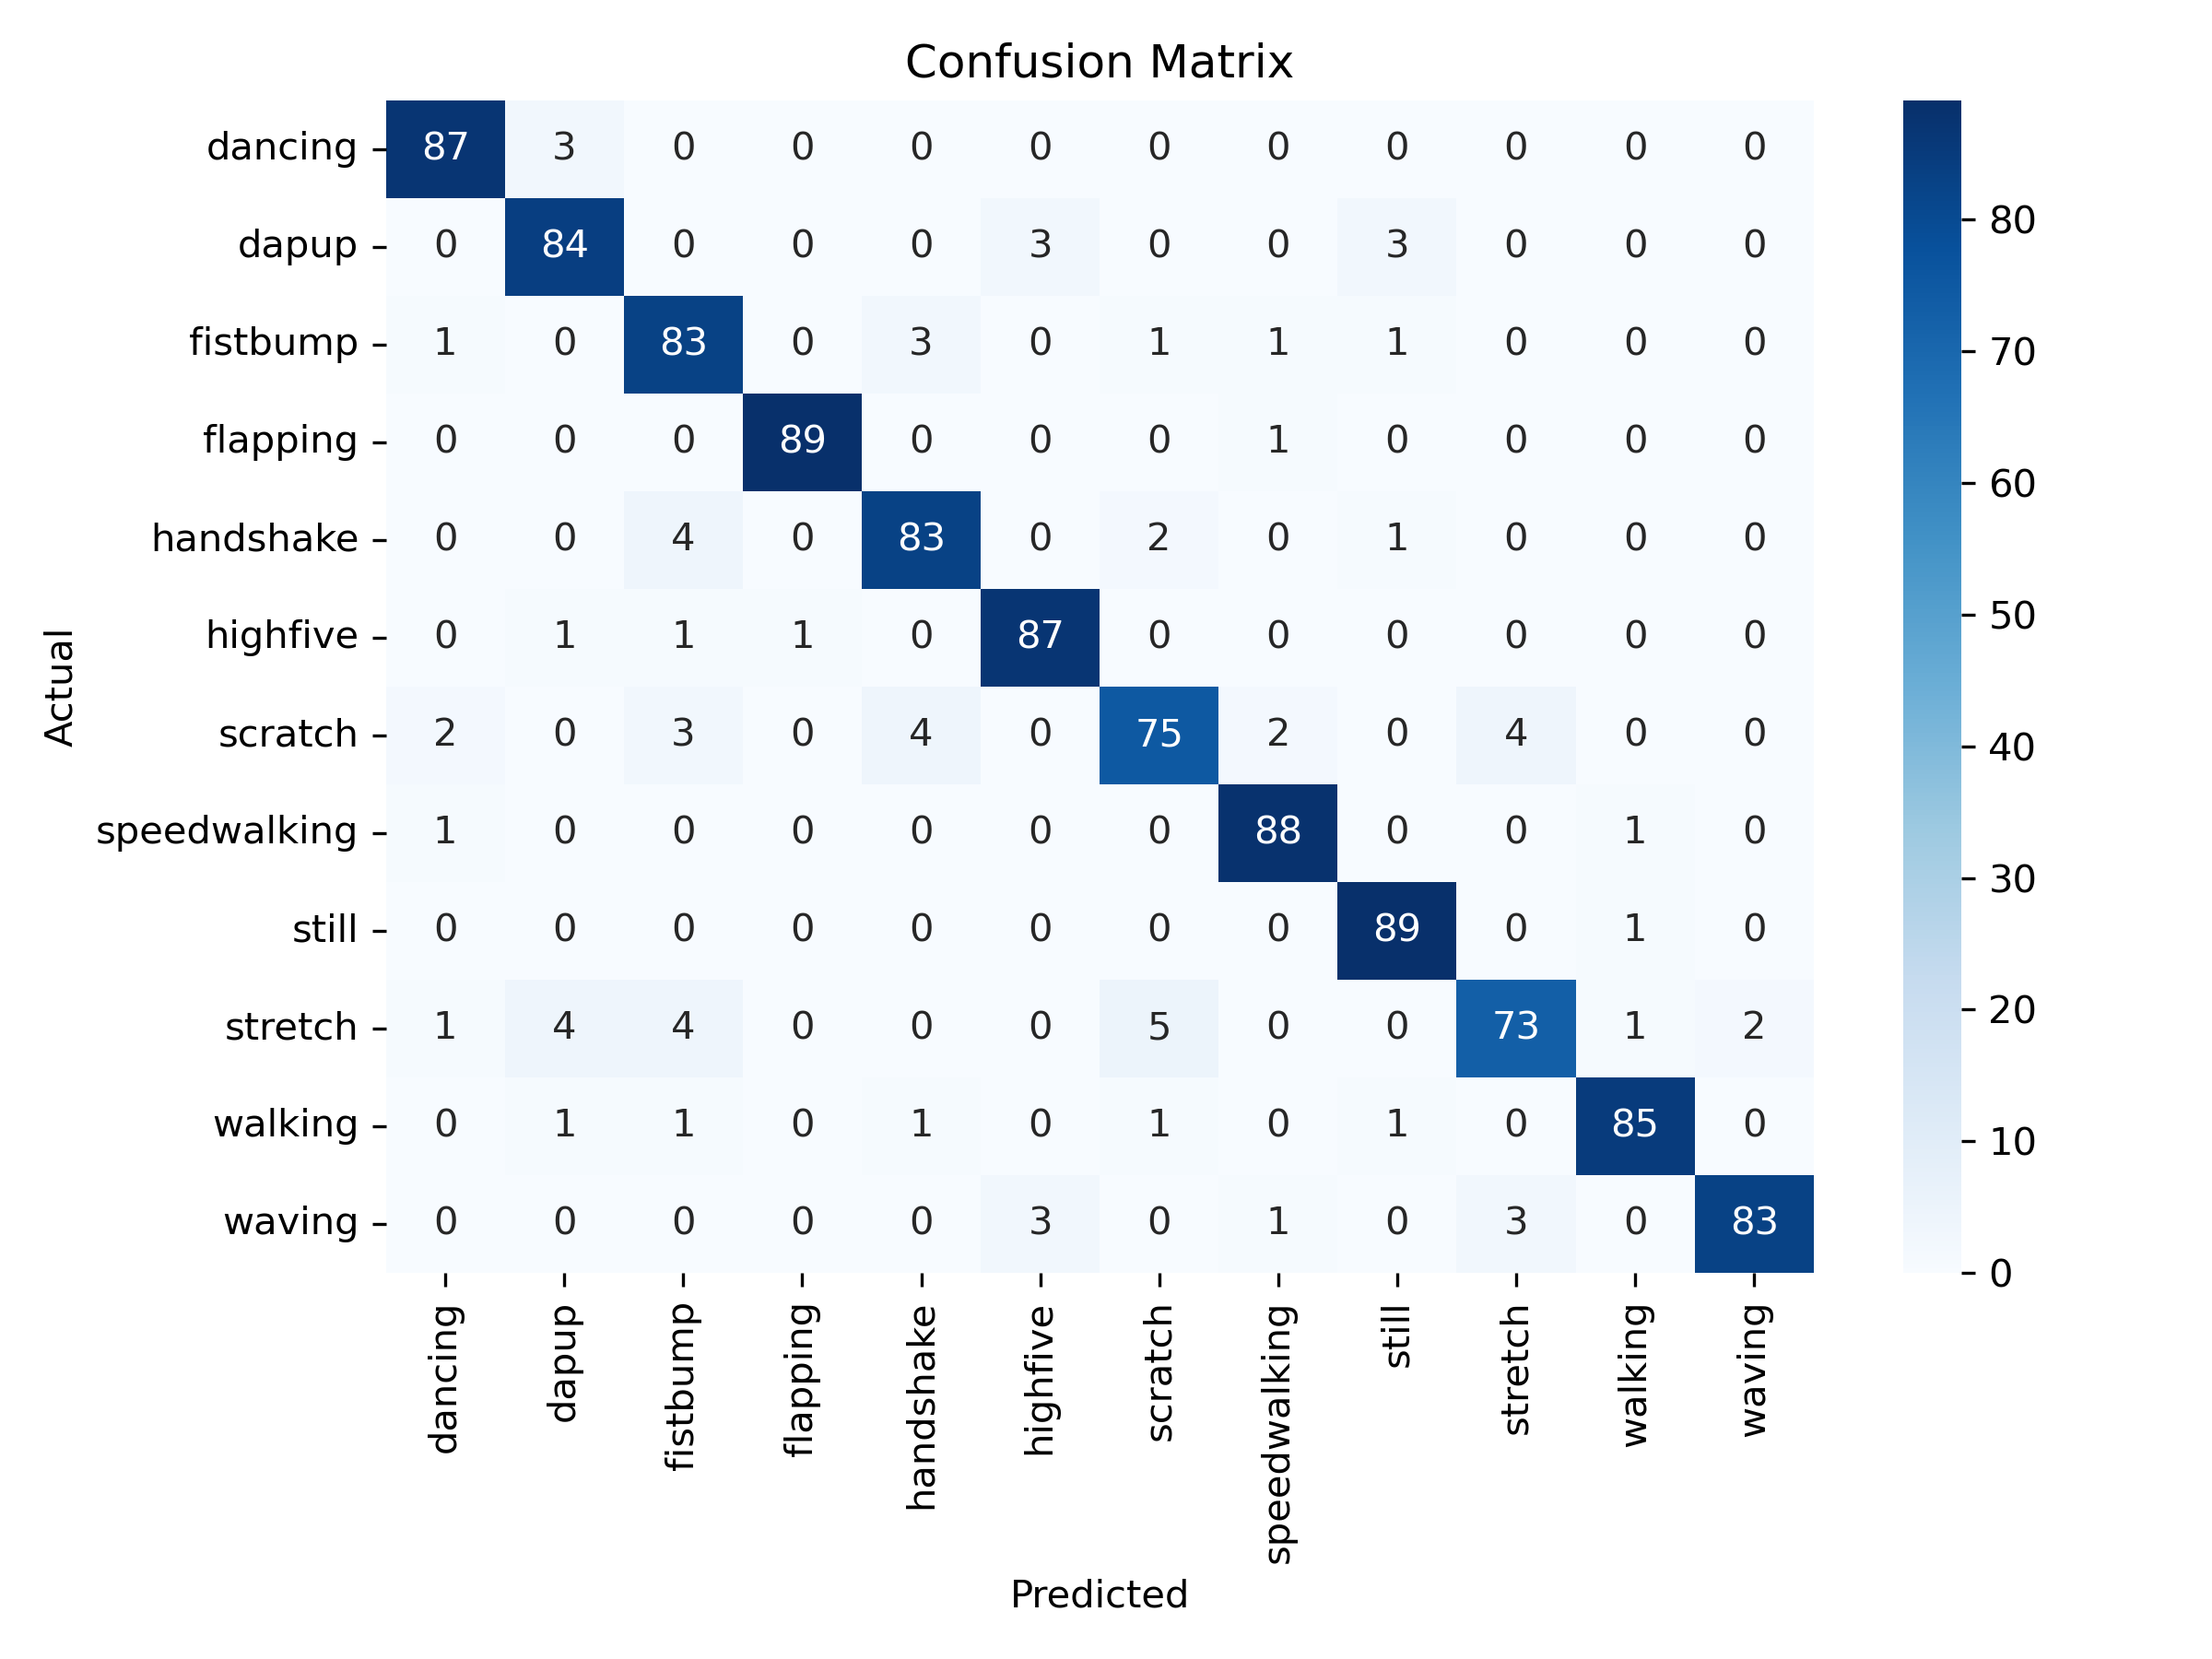 Confusion Matrix
dancing 87 3 0 0 0 0 0 0 0 0 0 0
dapup 0 84 0 0 0 3 0 0 3 0 0 0
fistbump 1 0 83 0 3 0 1 1 1 0 0 0
flapping 0 0 0 89 0 0 0 1 0 0 0 0
handshake 0 0 4 0 83 0 2 0 1 0 0 0
highfive 0 1 1 1 0 87 0 0 0 0 0 0
scratch 2 0 3 0 4 0 75 2 0 4 0 0
speedwalking 1 0 0 0 0 0 0 88 0 0 1 0
still 0 0 0 0 0 0 0 0 89 0 1 0
stretch 1 4 4 0 0 0 5 0 0 73 1 2
walking 0 1 1 0 1 0 1 0 1 0 85 0
waving 0 0 0 0 0 3 0 1 0 3 0 83
Actual
dancing dapup fistbump flapping handshake highfive scratch speedwalking still stretch walking waving
Predicted
80
70
60
50
40
30
20
10
0